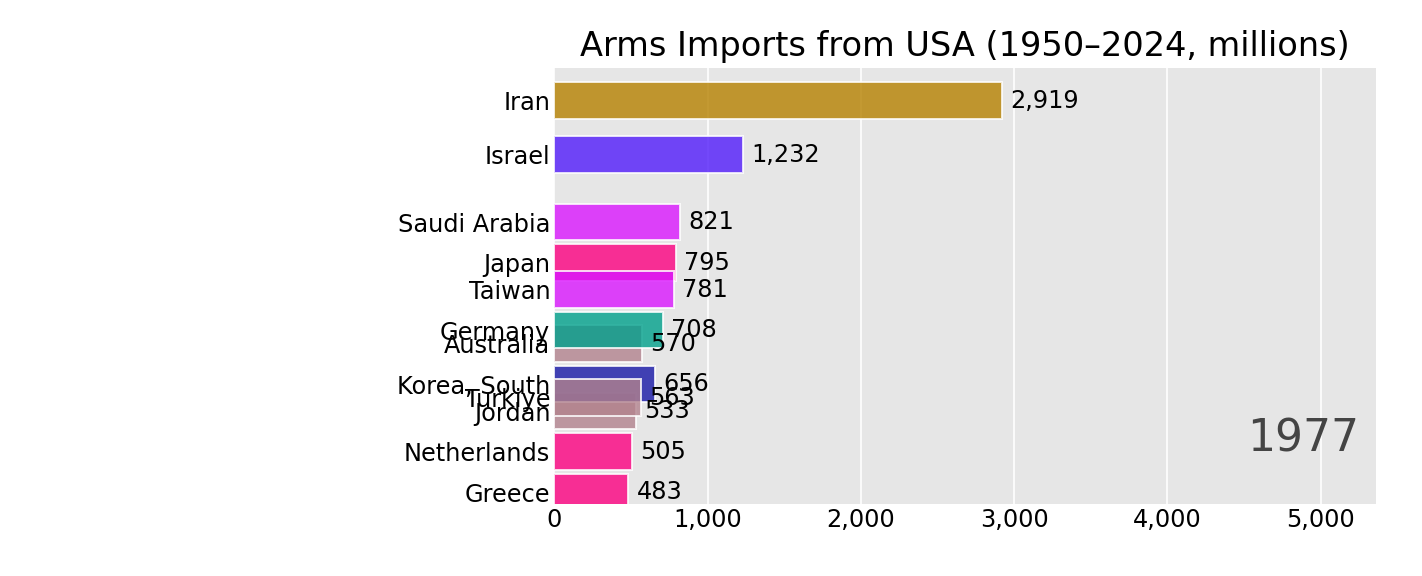 Arms Imports from USA (1950–2024, millions)
Iran 2,919
Israel 1,232
Saudi Arabia 821
Japan 795
Taiwan 781
Germany 708
Australia 570
Korea, South 656
Türkiye 563
Jordan 533
Netherlands 505
Greece 483
1977
0 1,000 2,000 3,000 4,000 5,000